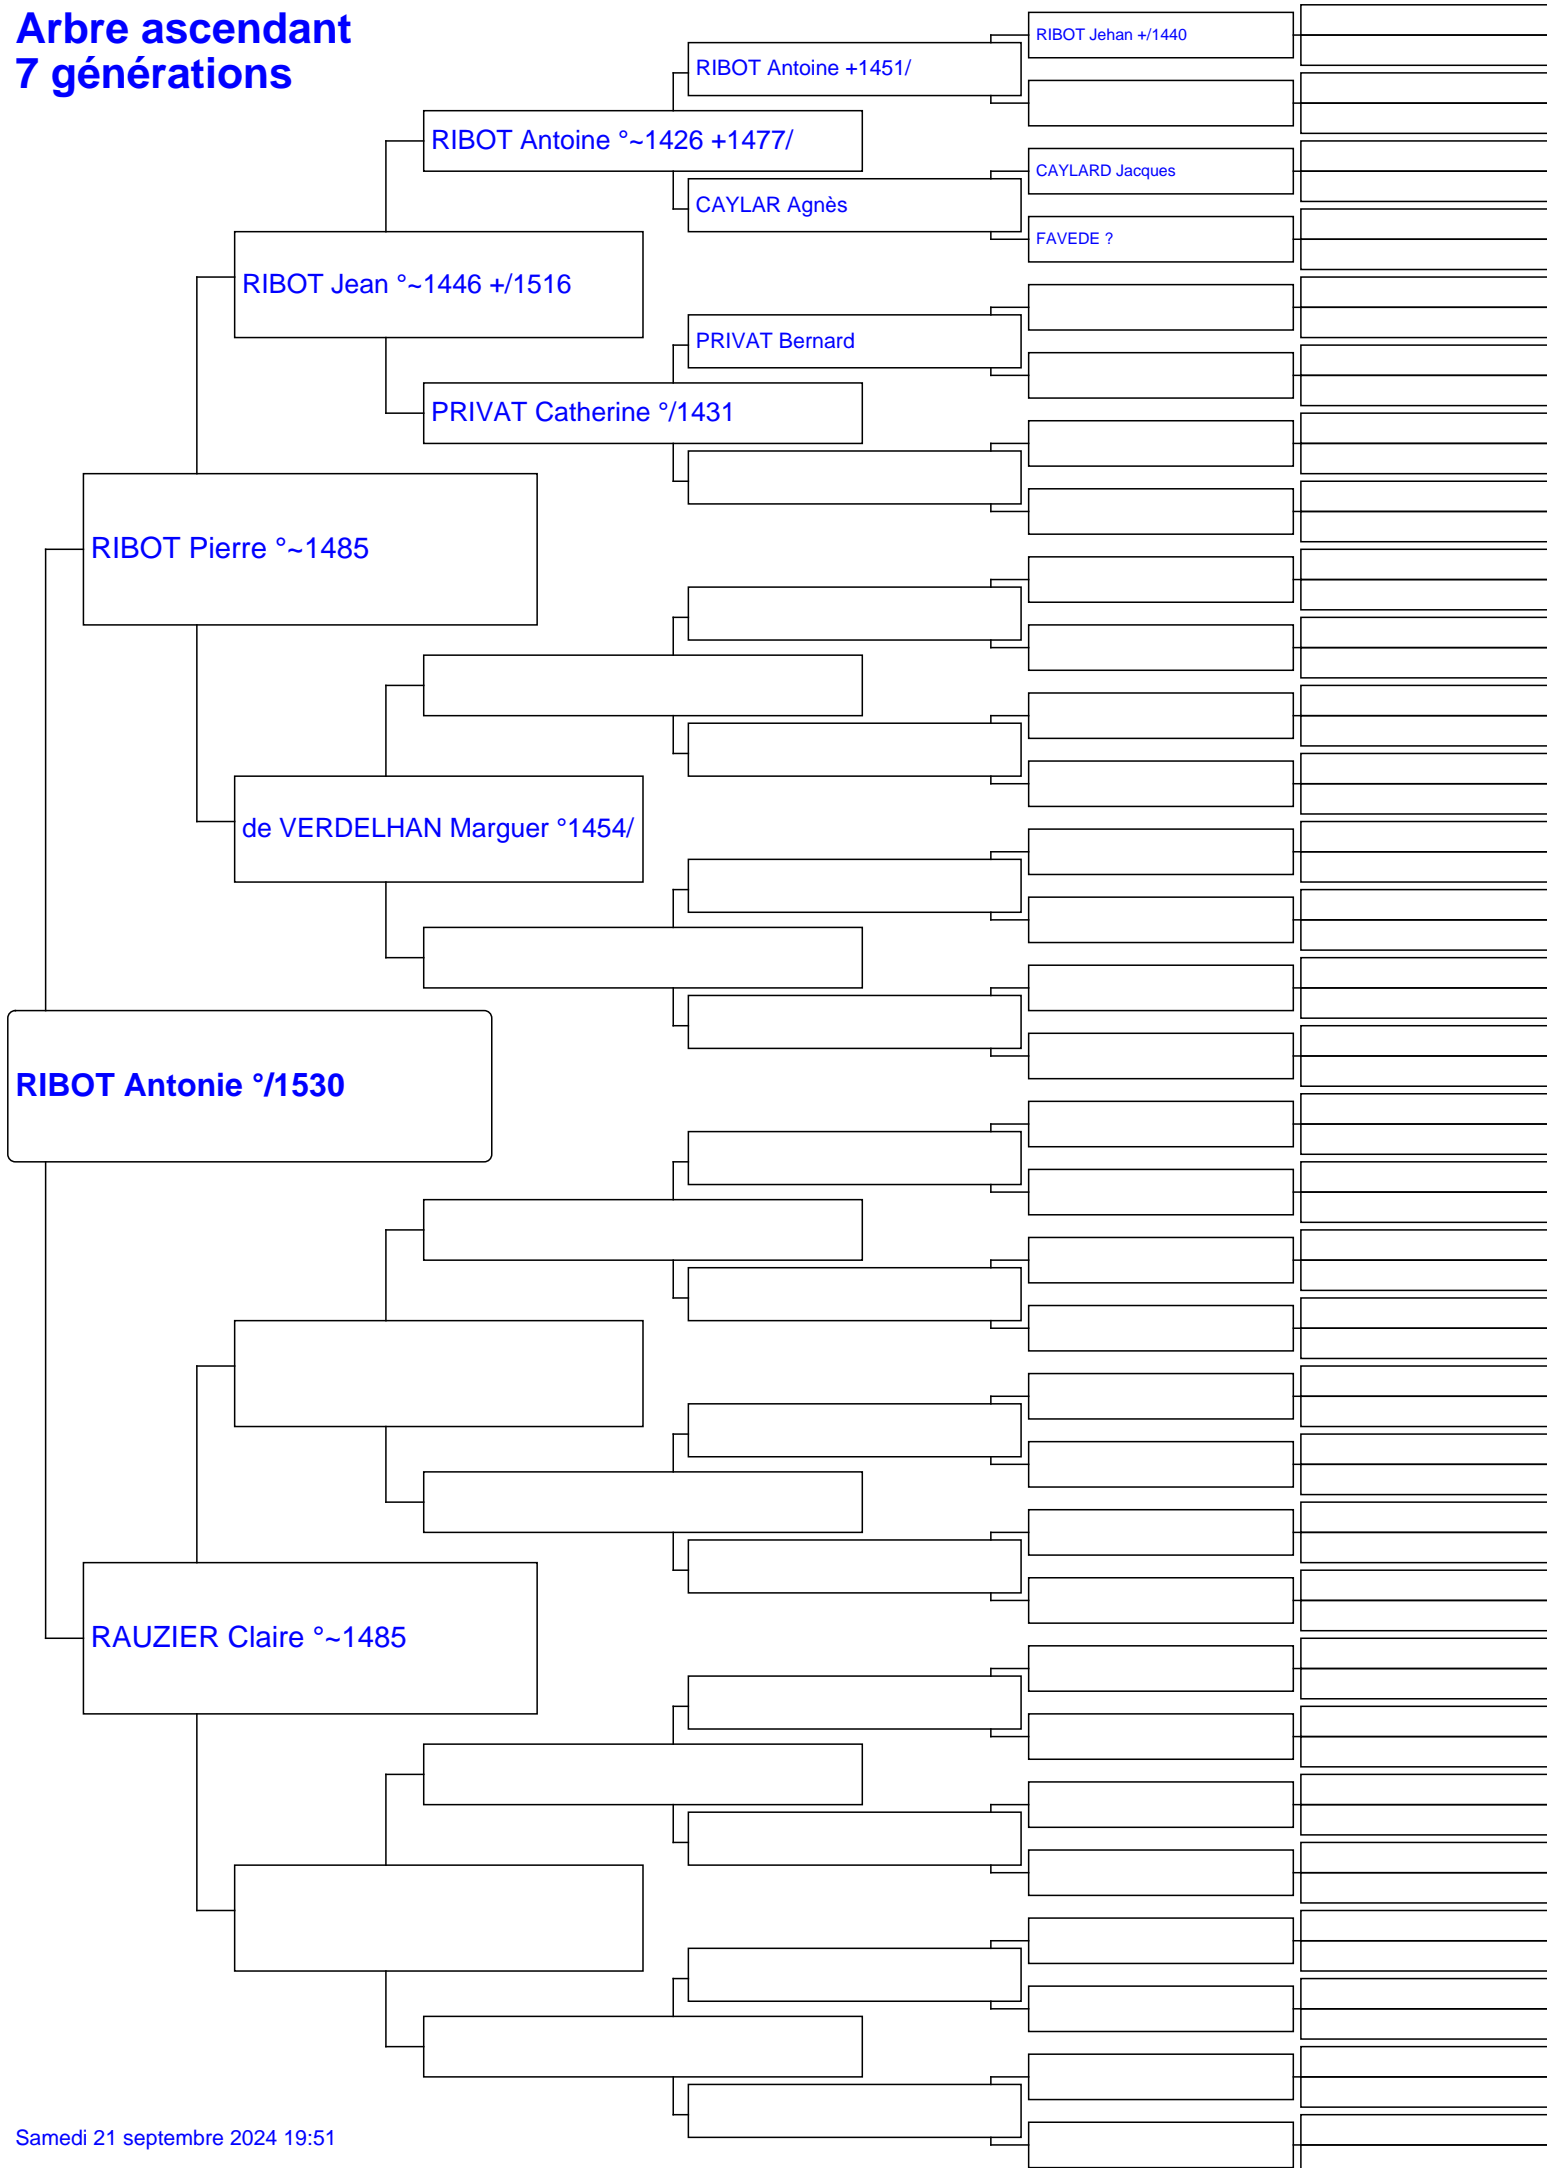 Arbre ascendant
7 générations
RIBOT Jehan +/1440
RIBOT Antoine +1451/
RIBOT Antoine °~1426 +1477/
CAYLARD Jacques
CAYLAR Agnès
FAVEDE ?
RIBOT Jean °~1446 +/1516
PRIVAT Bernard
PRIVAT Catherine °/1431
RIBOT Pierre °~1485
de VERDELHAN Marguer °1454/
RIBOT Antonie °/1530
RAUZIER Claire °~1485
Samedi 21 septembre 2024 19:51